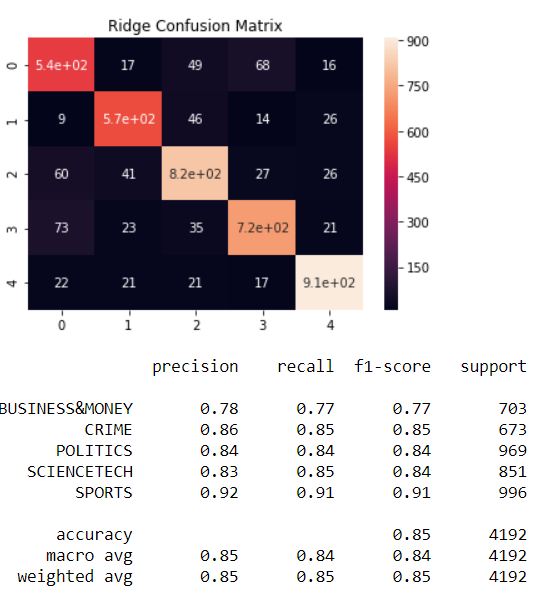 Ridge Confusion Matrix
0 5.4e+02 17 49 68 16
1 9 5.7e+02 46 14 26
2 60 41 8.2e+02 27 26
3 73 23 35 7.2e+02 21
4 22 21 21 17 9.1e+02
0 1 2 3 4
900
750
600
450
300
150
precision recall f1-score support
BUSINESS&MONEY 0.78 0.77 0.77 703
CRIME 0.86 0.85 0.85 673
POLITICS 0.84 0.84 0.84 969
SCIENCETECH 0.83 0.85 0.84 851
SPORTS 0.92 0.91 0.91 996
accuracy 0.85 4192
macro avg 0.85 0.84 0.84 4192
weighted avg 0.85 0.85 0.85 4192